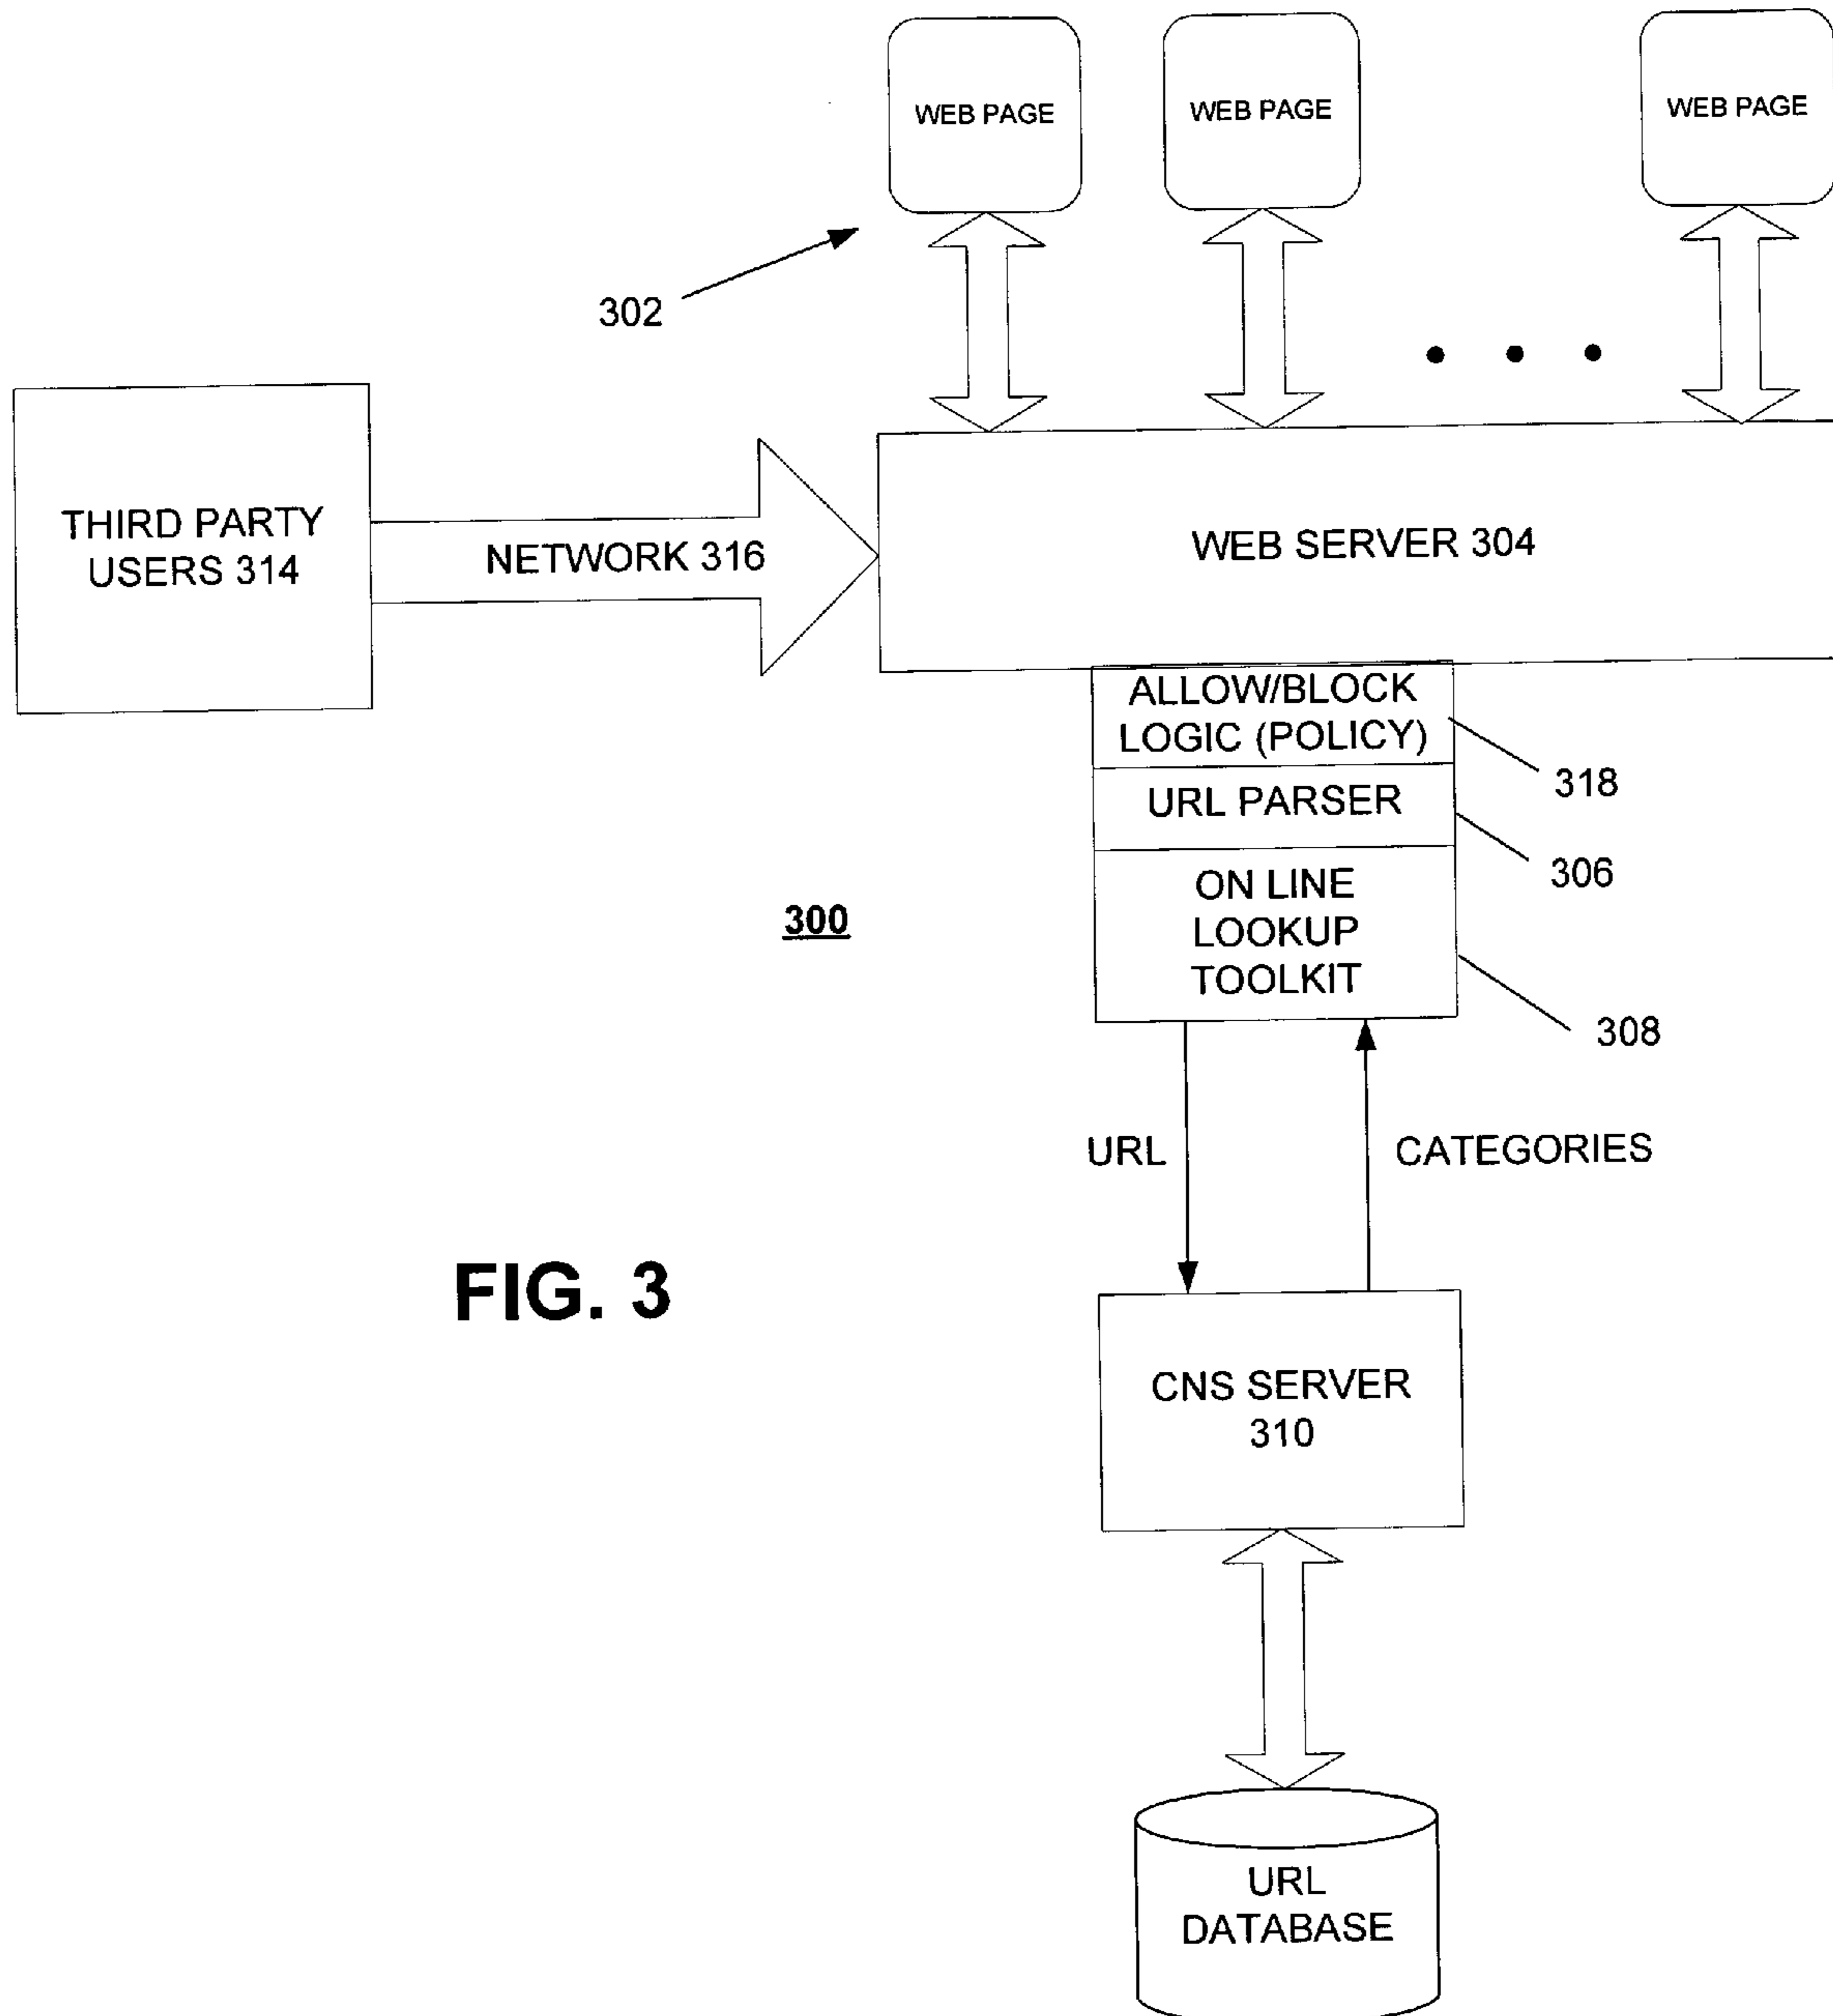 WEB PAGE
WEB PAGE
WEB PAGE
302
THIRD PARTY
USERS 314
NETWORK 316
WEB SERVER 304
ALLOW/BLOCK
LOGIC (POLICY)
318
URL PARSER
306
ON LINE
LOOKUP
TOOLKIT
308
300
URL
CATEGORIES
FIG. 3
CNS SERVER
310
URL
DATABASE